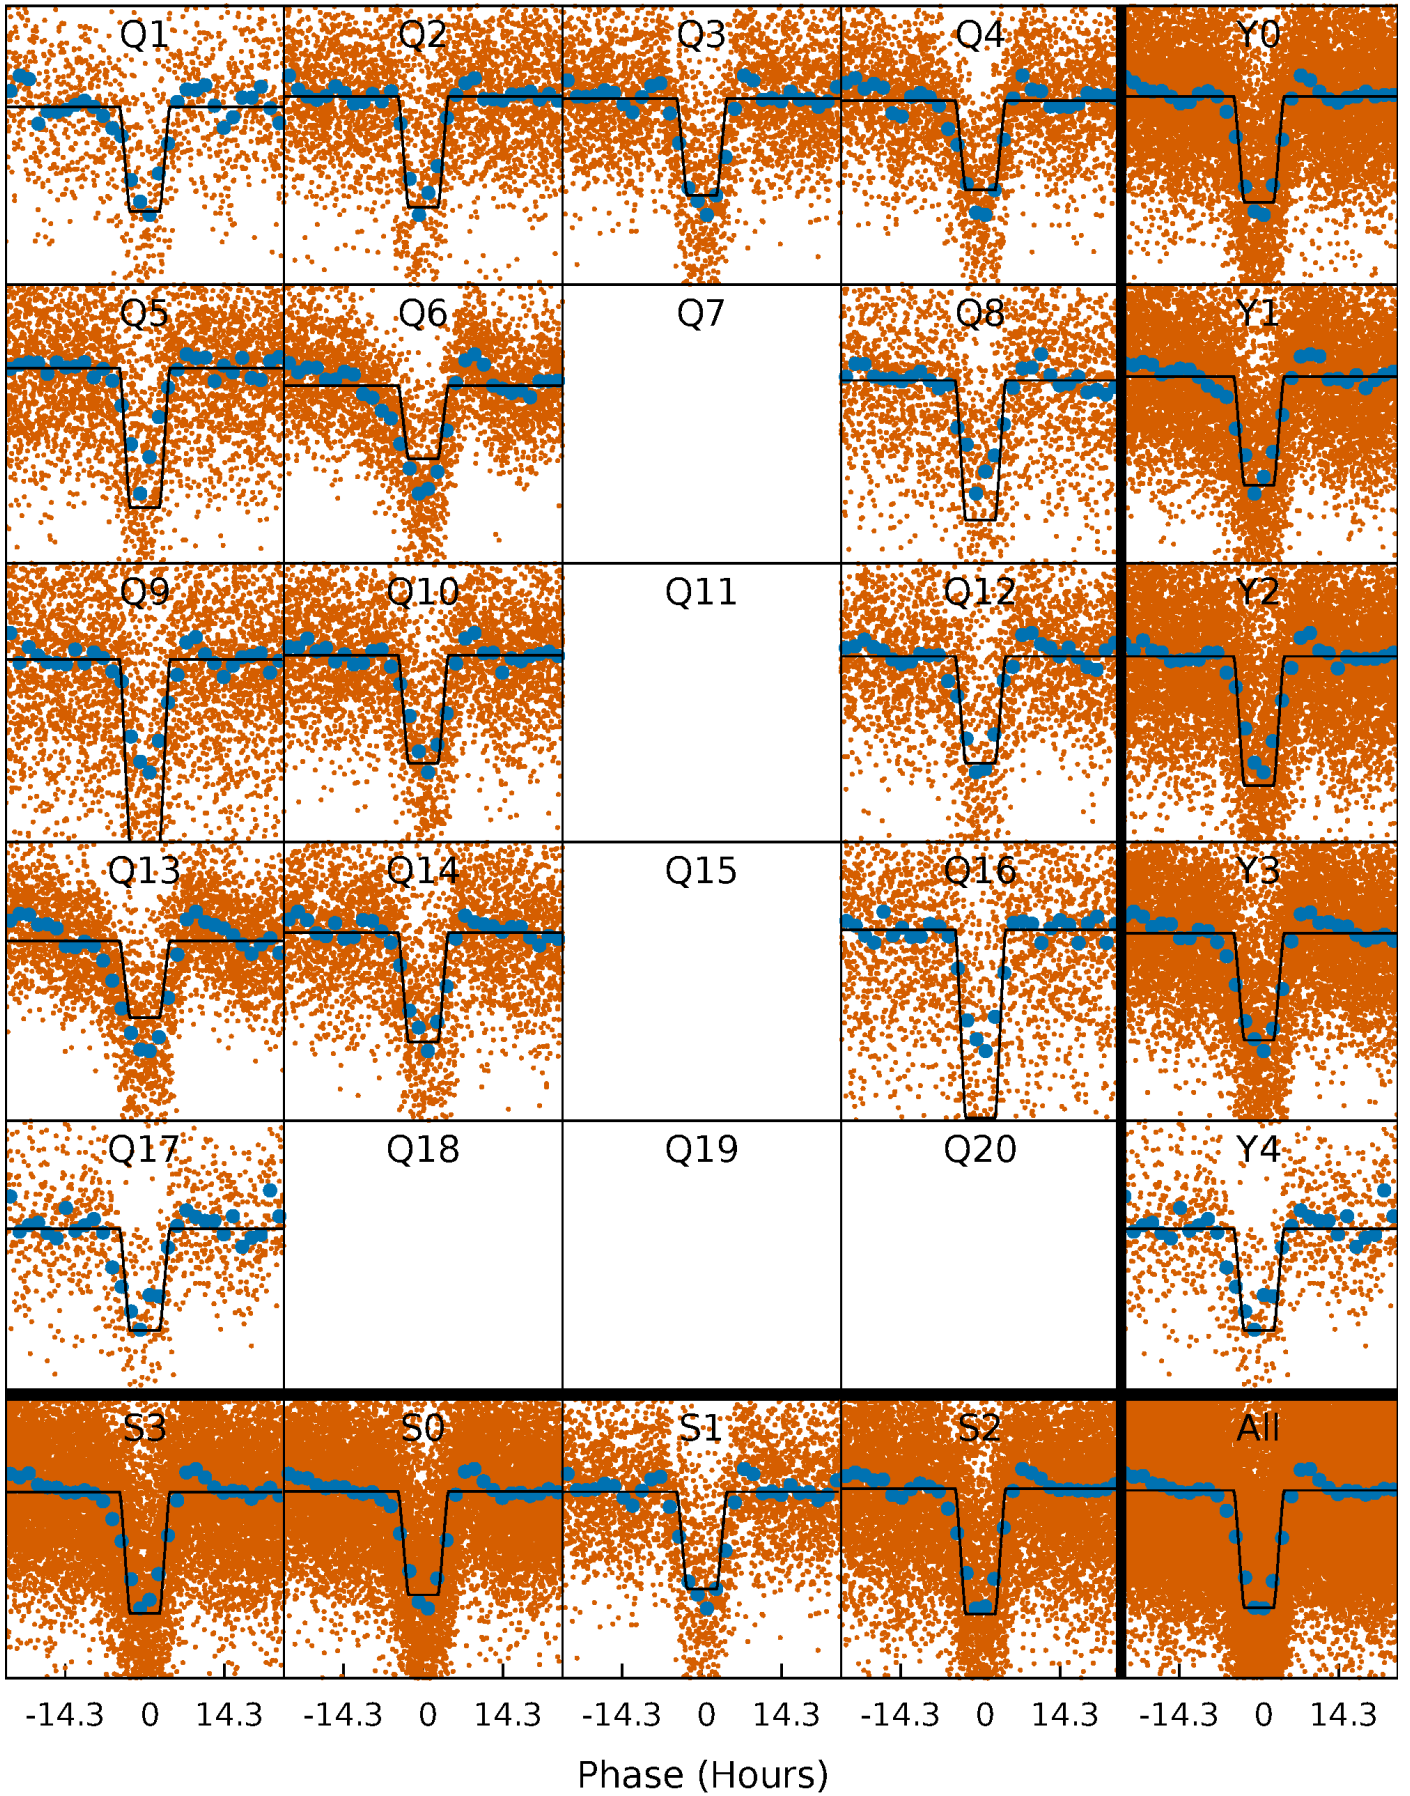 Q1 Q2 Q3 Q4 Y0
Q5 Q6 Q7 Q8 Y1
Q9 Q10 Q11 Q12 Y2
Q13 Q14 Q15 Q16 Y3
Q17 Q18 Q19 Q20 Y4
S3 S0 S1 S2 All
-14.3 0 14.3 -14.3 0 14.3 -14.3 0 14.3 -14.3 0 14.3 -14.3 0 14.3
Phase (Hours)